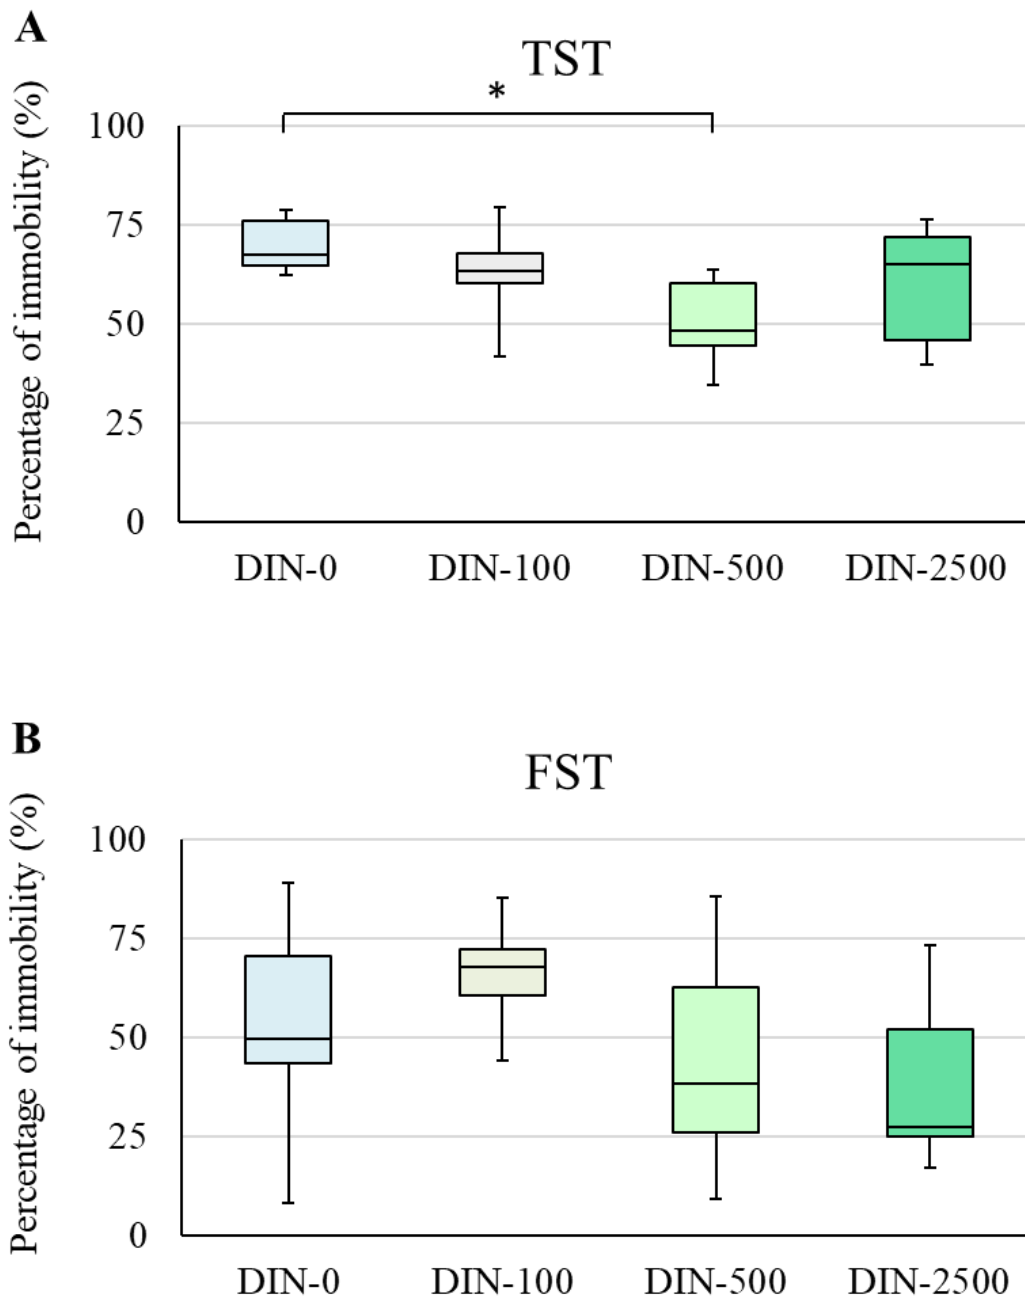 A
TST
*
Percentage of immobility (%)
100
75
50
25
0
DIN-0 DIN-100 DIN-500 DIN-2500
B
FST
Percentage of immobility (%)
100
75
50
25
0
DIN-0 DIN-100 DIN-500 DIN-2500